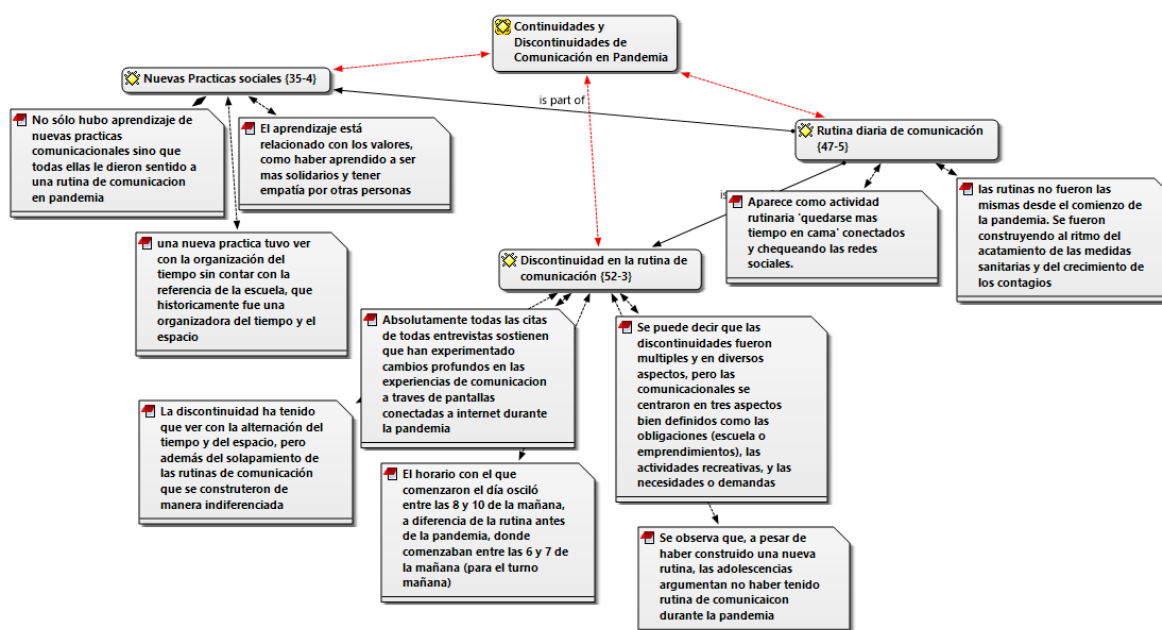 Continuidades y
Discontinuidades de
Comunicación en Pandemia
Nuevas Practicas sociales {35-4}
is part of
Rutina diaria de comunicación
{47-5}
No sólo hubo aprendizaje de
nuevas practicas
comunicacionales sino que
todas ellas le dieron sentido a
una rutina de comunicacion
en pandemia
El aprendizaje está
relacionado con los valores,
como haber aprendido a ser
mas solidarios y tener
empatía por otras personas
is
Aparece como actividad
rutinaria 'quedarse mas
tiempo en cama' conectados
y chequeando las redes
sociales.
las rutinas no fueron las
mismas desde el comienzo de
la pandemia. Se fueron
construyendo al ritmo del
acatamiento de las medidas
sanitarias y del crecimiento de
los contagios
una nueva practica tuvo ver
con la organización del
tiempo sin contar con la
referencia de la escuela, que
historicamente fue una
organizadora del tiempo y el
espacio
Discontinuidad en la rutina de
comunicación {52-3}
Absolutamente todas las citas
de todas entrevistas sostienen
que han experimentado
cambios profundos en las
experiencias de comunicacion
a traves de pantallas
conectadas a internet durante
la pandemia
Se puede decir que las
discontinuidades fueron
multiples y en diversos
aspectos, pero las
comunicacionales se
centraron en tres aspectos
bien definidos como las
obligaciones (escuela o
emprendimientos), las
actividades recreativas, y las
necesidades o demandas
La discontinuidad ha tenido
que ver con la alternación del
tiempo y del espacio, pero
además del solapamiento de
las rutinas de comunicación
que se construteron de
manera indiferenciada
El horario con el que
comenzaron el día osciló
entre las 8 y 10 de la mañana,
a diferencia de la rutina antes
de la pandemia, donde
comenzaban entre las 6 y 7 de
la mañana (para el turno
mañana)
Se observa que, a pesar de
haber construido una nueva
rutina, las adolescencias
argumentan no haber tenido
rutina de comunicaicon
durante la pandemia